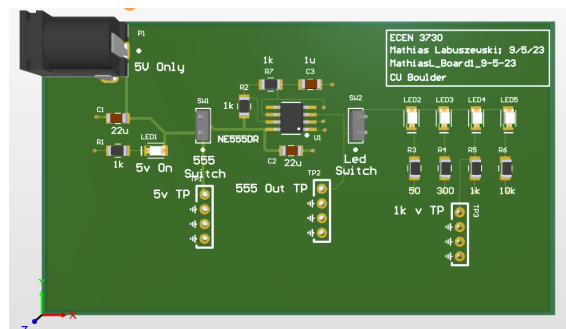 P1
5V Only
ECEN 3730
Mathias Labuszewski; 9/5/23
MathiasL_Board1_9-5-23
CU Boulder
1k
1u
R7
C3
R2
1k
C1
22u
SW1
NE555DR
U1
SW2
LED2
LED3
LED4
LED5
R1
1k
LED1
5v On
555
Switch
C2
22u
Led
Switch
R3
R4
R5
R6
50
300
1k
10k
TP1
5v TP
555 Out TP
TP2
1k v TP
TP3
Y
X
Z